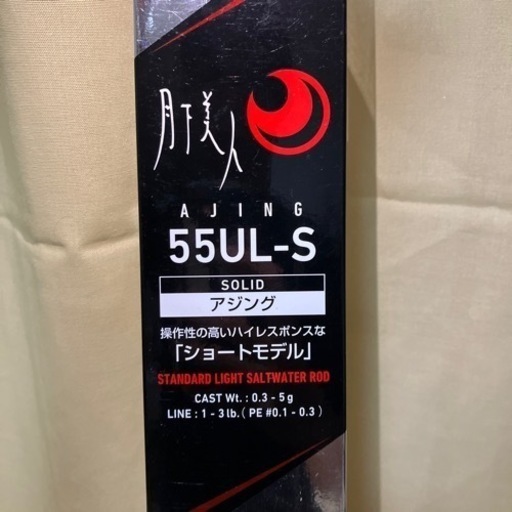 月下美人
AJING
55UL-S
SOLID
アジング
操作性の高いハイレスポンスな
「ショートモデル」
STANDARD LIGHT SALTWATER ROD
CAST Wt. : 0.3 - 5g
LINE : 1 - 3lb. ( PE #0.1 - 0.3 )